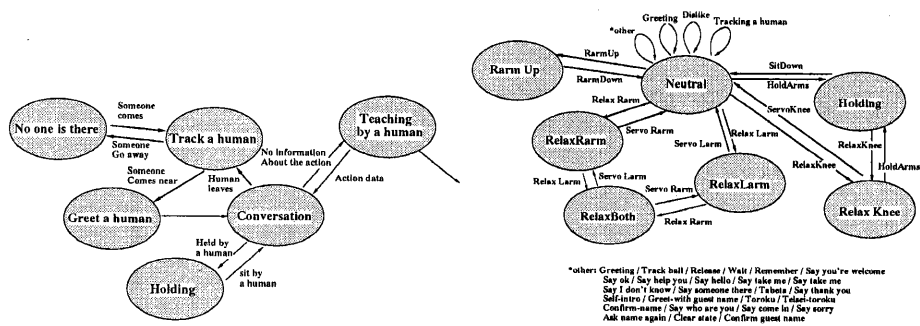 Someone
comes
No one is there
Track a human
Someone
Go away
Someone
Comes near
Human
leaves
No information
About the action
Teaching
by a human
Action data
Greet a human
Conversation
Held by
a human
sit by
a human
Holding
*other
Greeting
Dislike
Tracking a human
RarmUp
Rarm Up
RarmDown
Neutral
SitDown
HoldArms
Holding
Relax Rarm
Servo Rarm
RelaxRarm
Relax Larm
Servo Larm
ServoKnee
RelaxKnee
RelaxKnee
HoldArms
Relax Larm
Servo Larm
RelaxLarm
Servo Rarm
Relax Rarm
RelaxBoth
Relax Knee
*other: Greeting / Track ball / Release / Wait / Remember / Say you're welcome
Say ok / Say help you / Say hello / Say take me / Say take me
Say I don't know / Say someone there / Tabeta / Say thank you
Self-intro / Greet-with guest name / Toroku / Teisei-toroku
Confirm-name / Say who are you / Say come in / Say sorry
Ask name again / Clear state / Confirm guest name